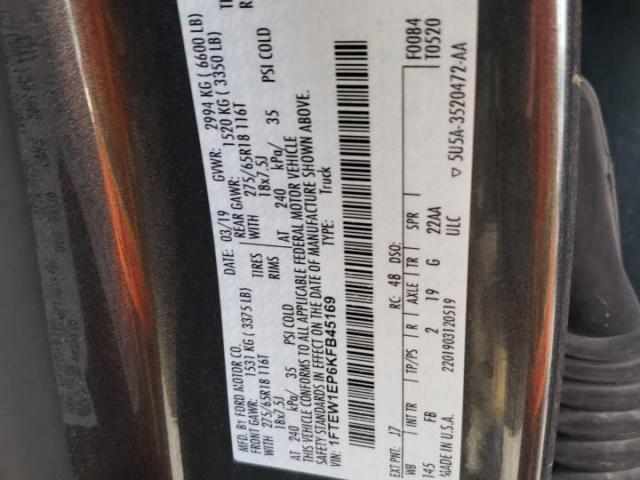 MFD. BY FORD MOTOR CO.
DATE: 03/19 GVWR: 2994 KG ( 6600 LB)
FRONT GAWR: 1531 KG ( 3375 LB) REAR GAWR: 1520 KG ( 3350 LB)
WITH 275/65R18 116T TIRES WITH 275/65R18 116T
18x7.5J RIMS 18x7.5J
AT 240 kPa/ 35 PSI COLD AT 240 kPa/ 35 PSI COLD
THIS VEHICLE CONFORMS TO ALL APPLICABLE FEDERAL MOTOR VEHICLE
SAFETY STANDARDS IN EFFECT ON THE DATE OF MANUFACTURE SHOWN ABOVE.
VIN: 1FTEW1EP6KFB45169 TYPE: Truck
F0084
T0520
EXT PNT: J7 RC: 48 DSO:
WB INT TR TP/PS R AXLE TR SPR
145 FB 2 19 G 22AA
ULC
MADE IN U.S.A. 2201903120519 5U5A-3520472-AA